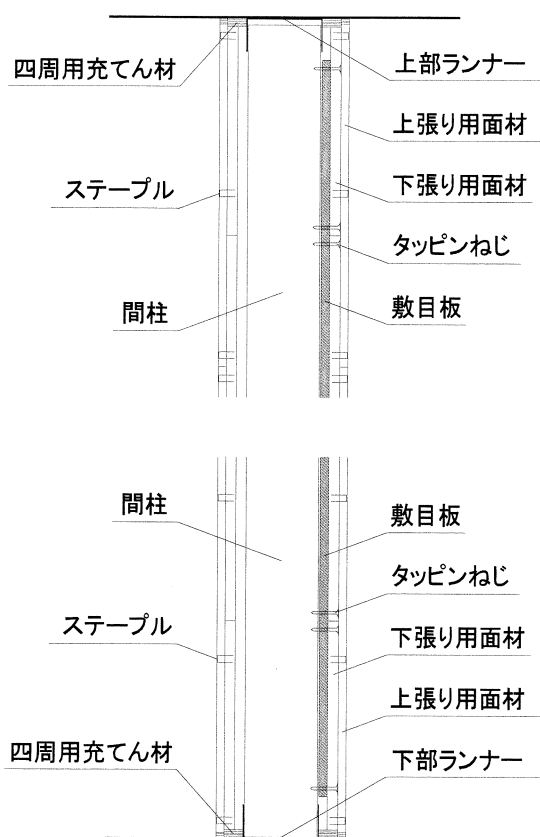 四周用充てん材
上部ランナー
上張り用面材
ステープル
下張り用面材
タッピンねじ
間柱
敷目板
間柱
敷目板
タッピンねじ
ステープル
下張り用面材
上張り用面材
四周用充てん材
下部ランナー